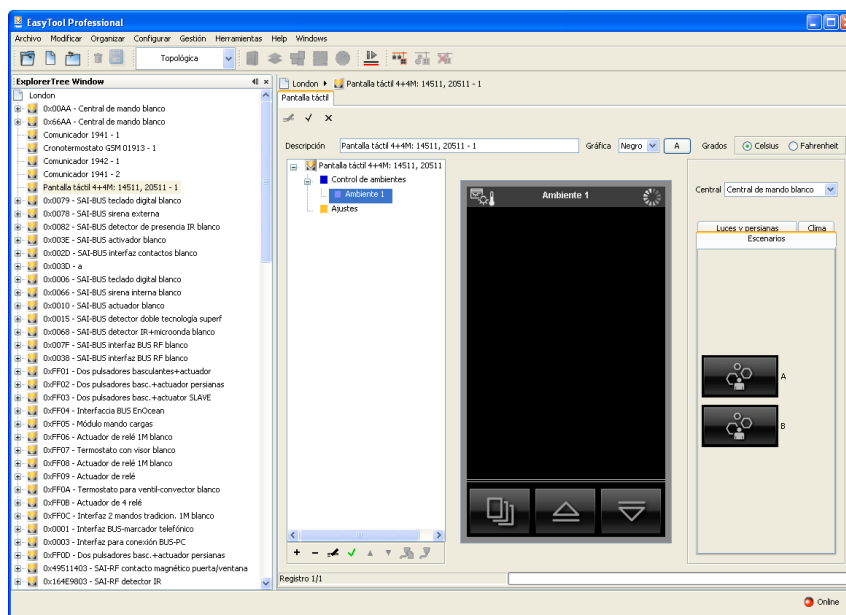 EasyTool Professional
Archivo Modificar Organizar Configurar Gestión Herramientas Help Windows
Topológica
ExplorerTree Window
London
0x00AA - Central de mando blanco
0x66AA - Central de mando blanco
Comunicador 1941 - 1
Cronotermostato GSM 01913 - 1
Comunicador 1942 - 1
Comunicador 1941 - 2
Pantalla táctil 4+4M: 14511, 20511 - 1
0x0079 - SAI-BUS teclado digital blanco
0x0078 - SAI-BUS sirena externa
0x0082 - SAI-BUS detector de presencia IR blanco
0x003E - SAI-BUS activador blanco
0x002D - SAI-BUS interfaz contactos blanco
0x003D - a
0x0006 - SAI-BUS teclado digital blanco
0x0066 - SAI-BUS sirena interna blanco
0x0010 - SAI-BUS actuador blanco
0x0015 - SAI-BUS detector doble tecnología superf
0x0068 - SAI-BUS detector IR+microonda blanco
0x007F - SAI-BUS interfaz BUS RF blanco
0x0038 - SAI-BUS interfaz BUS RF blanco
0xFF01 - Dos pulsadores basculantes+actuador
0xFF02 - Dos pulsadores basc.+actuador persianas
0xFF03 - Dos pulsadores basc.+actuator SLAVE
0xFF04 - Interfaccia BUS EnOcean
0xFF05 - Módulo mando cargas
0xFF06 - Actuador de relé 1M blanco
0xFF07 - Termostato con visor blanco
0xFF08 - Actuador de relé 1M blanco
0xFF09 - Actuador de relé
0xFF0A - Termostato para ventil-convector blanco
0xFF0B - Actuador de 4 relé
0xFF0C - Interfaz 2 mandos tradicion. 1M blanco
0x0001 - Interfaz BUS-marcador telefónico
0x0003 - Interfaz para conexión BUS-PC
0xFF0D - Dos pulsadores basc.+actuador persianas
0x49511403 - SAI-RF contacto magnético puerta/ventana
0x164E9803 - SAI-RF detector IR
London Pantalla táctil 4+4M: 14511, 20511 - 1
Pantalla táctil
Descripción Pantalla táctil 4+4M: 14511, 20511 - 1 Gráfica Negro A Grados Celsius Fahrenheit
Pantalla táctil 4+4M: 14511, 20511
Control de ambientes
Ambiente 1
Ajustes
Ambiente 1
Central Central de mando blanco
Luces y persianas Clima
Escenarios
A
B
Registro 1/1
Online